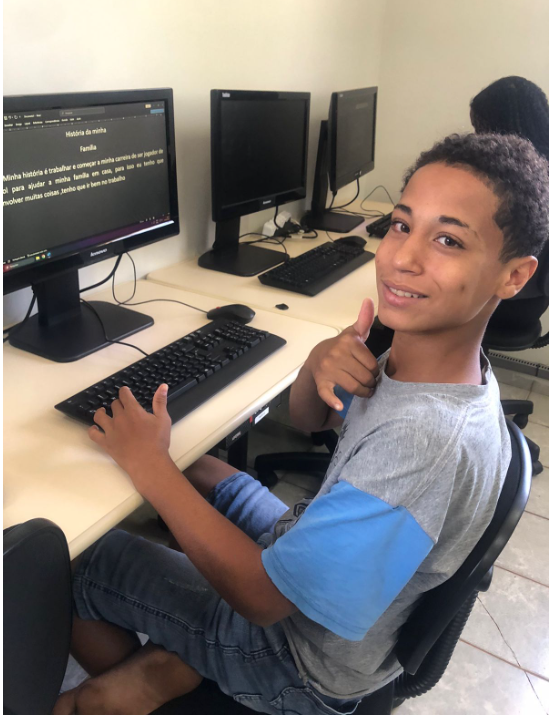 História da minha
Família
Minha história é trabalhar e começar a minha carreira de ser jogador de
ol para ajudar a minha família em casa, para isso eu tenho que
nvolver muitas coisas ,tenho que ir bem no trabalho
Lenovo